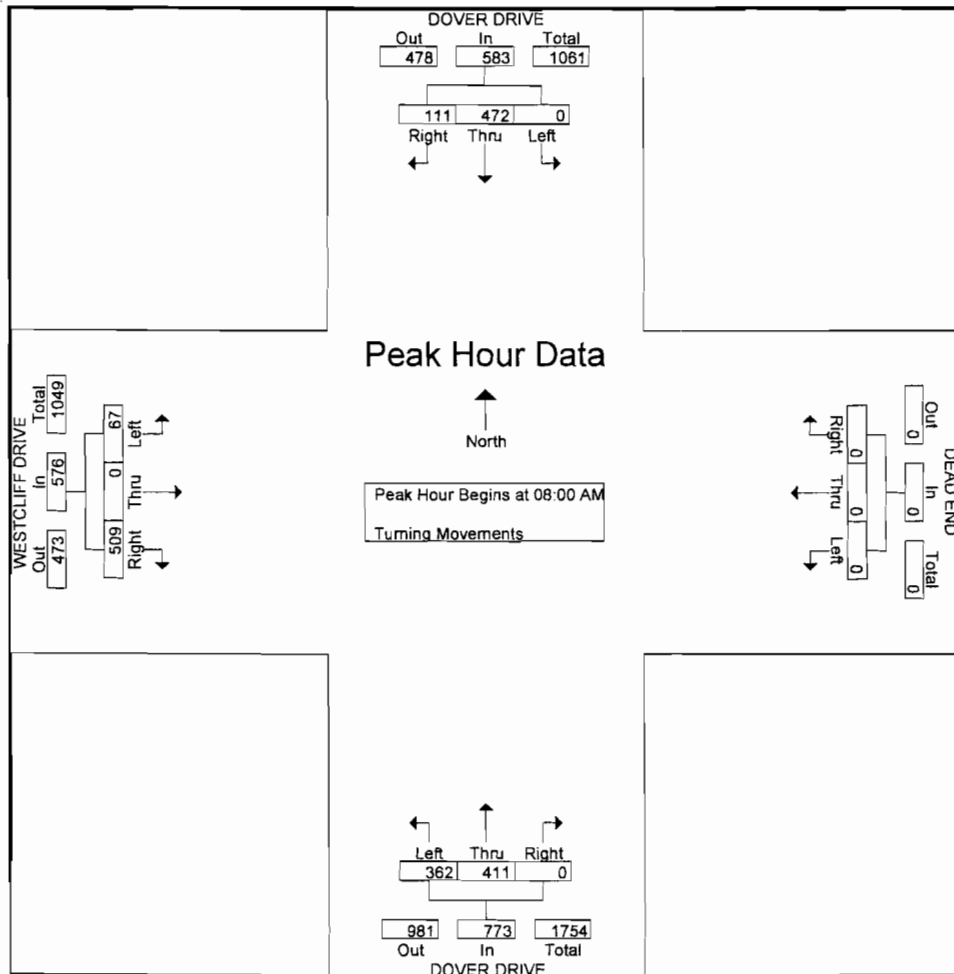 DOVER DRIVE
Out In Total
478 583 1061
111 472 0
Right Thru Left
Peak Hour Data
North
Peak Hour Begins at 08:00 AM
Turning Movements
WESTCLIFF DRIVE
Out In Total
473 576 1049
67 0 509
Left Thru Right
DEAD END
Out In Total
0 0 0
0 0 0
Right Thru Left
Left Thru Right
362 411 0
981 773 1754
Out In Total
DOVER DRIVE